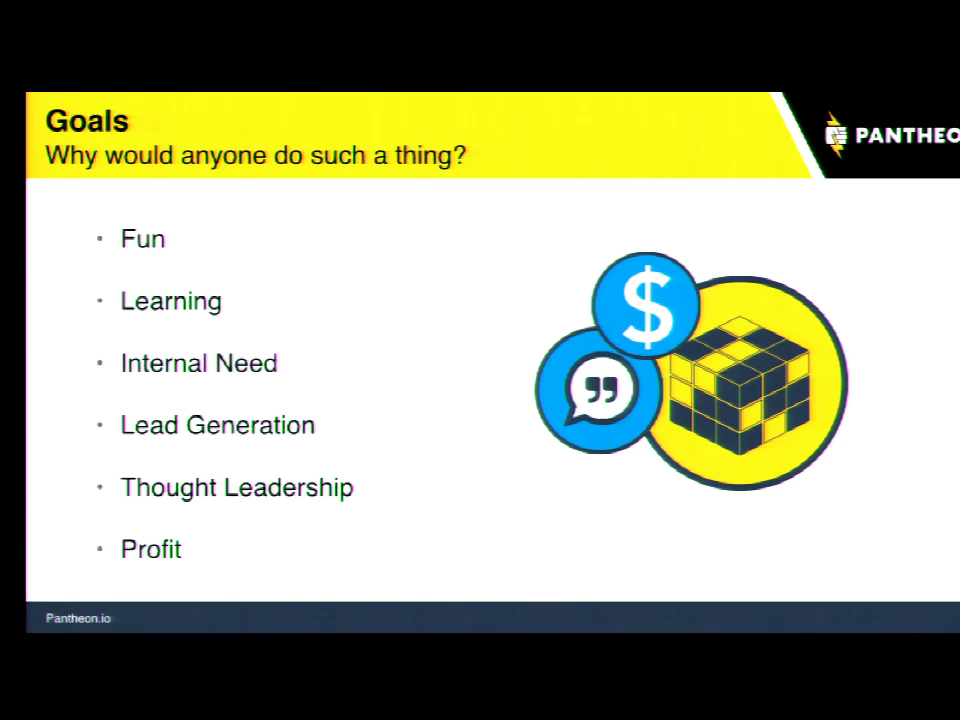 Goals
Why would anyone do such a thing?
PANTHEO
• Fun
• Learning
• Internal Need
• Lead Generation
• Thought Leadership
• Profit
$
Pantheon.io